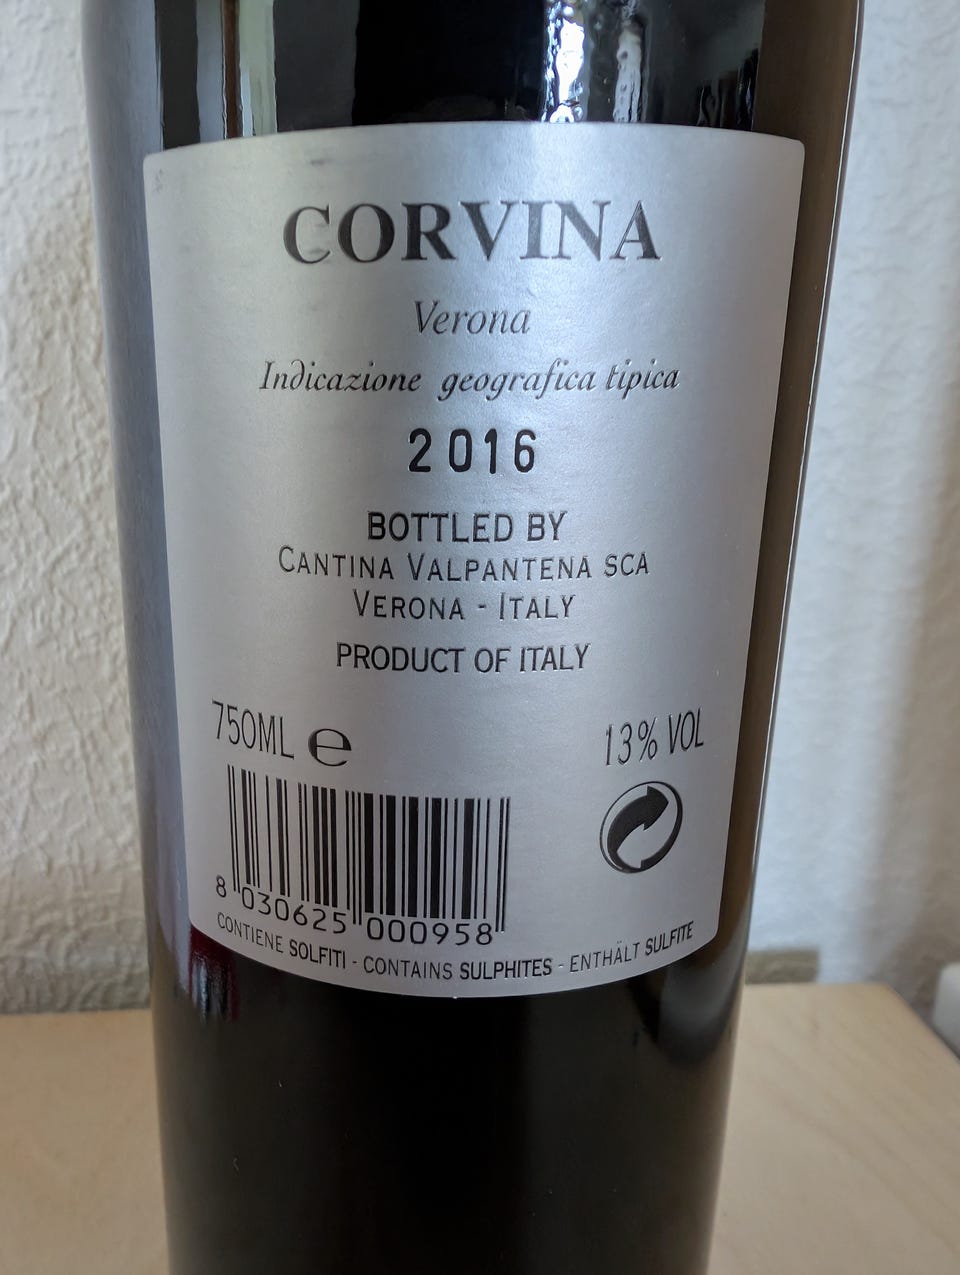 CORVINA
Verona
Indicazione geografica tipica
2016
BOTTLED BY
CANTINA VALPANTENA SCA
VERONA - ITALY
PRODUCT OF ITALY
750ML e
13% VOL
8 030625 000958
CONTIENE SOLFITI - CONTAINS SULPHITES - ENTHÄLT SULFITE